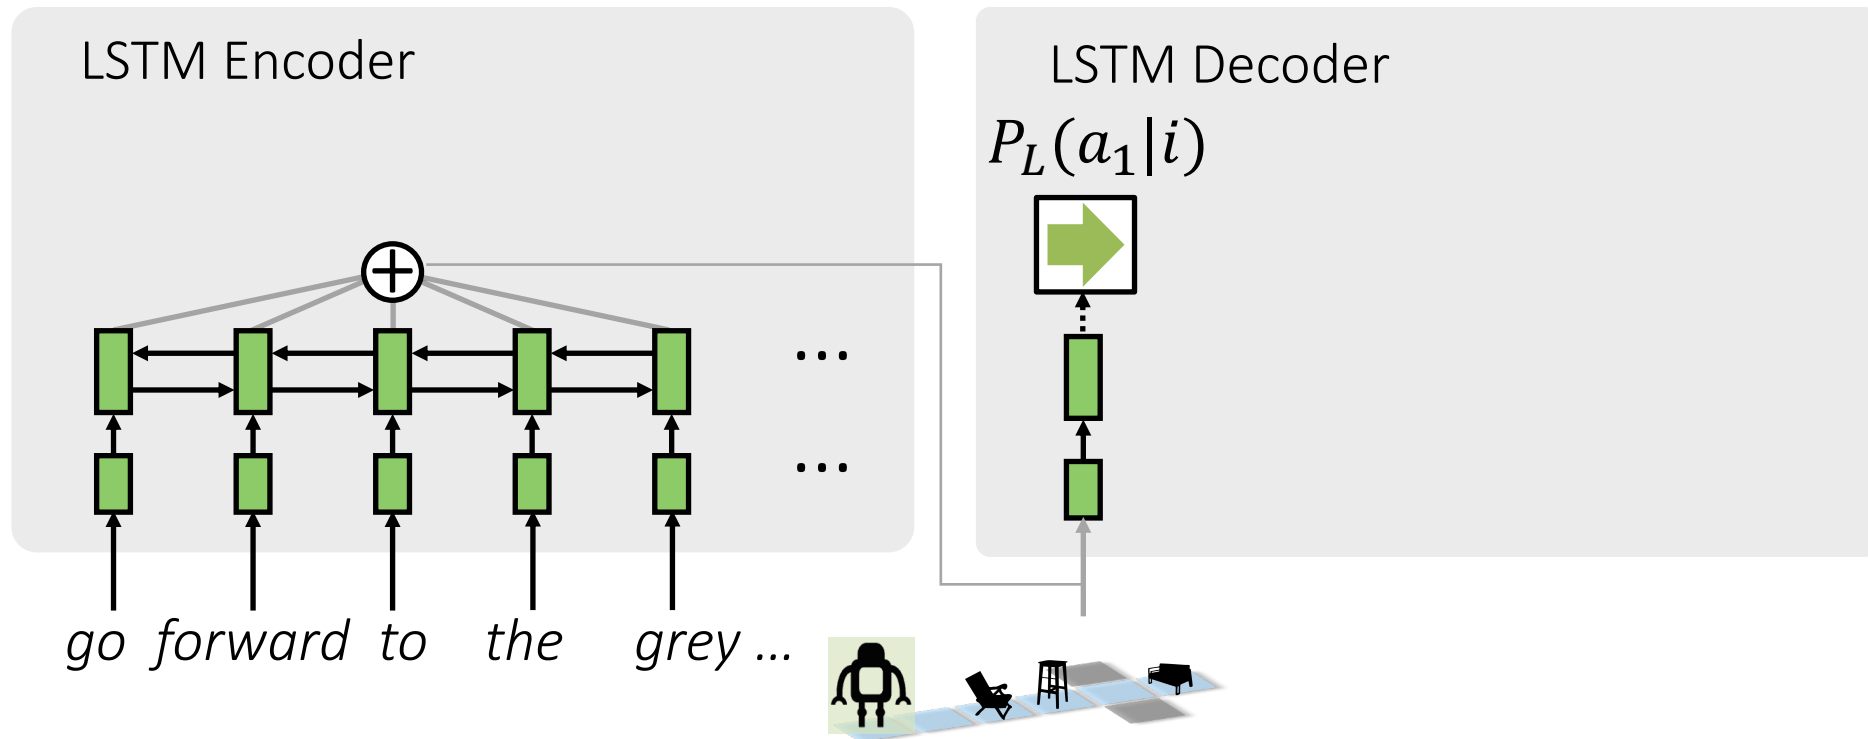 LSTM Encoder
LSTM Decoder
P_L(a_1|i)
...
...
go forward to the grey ...